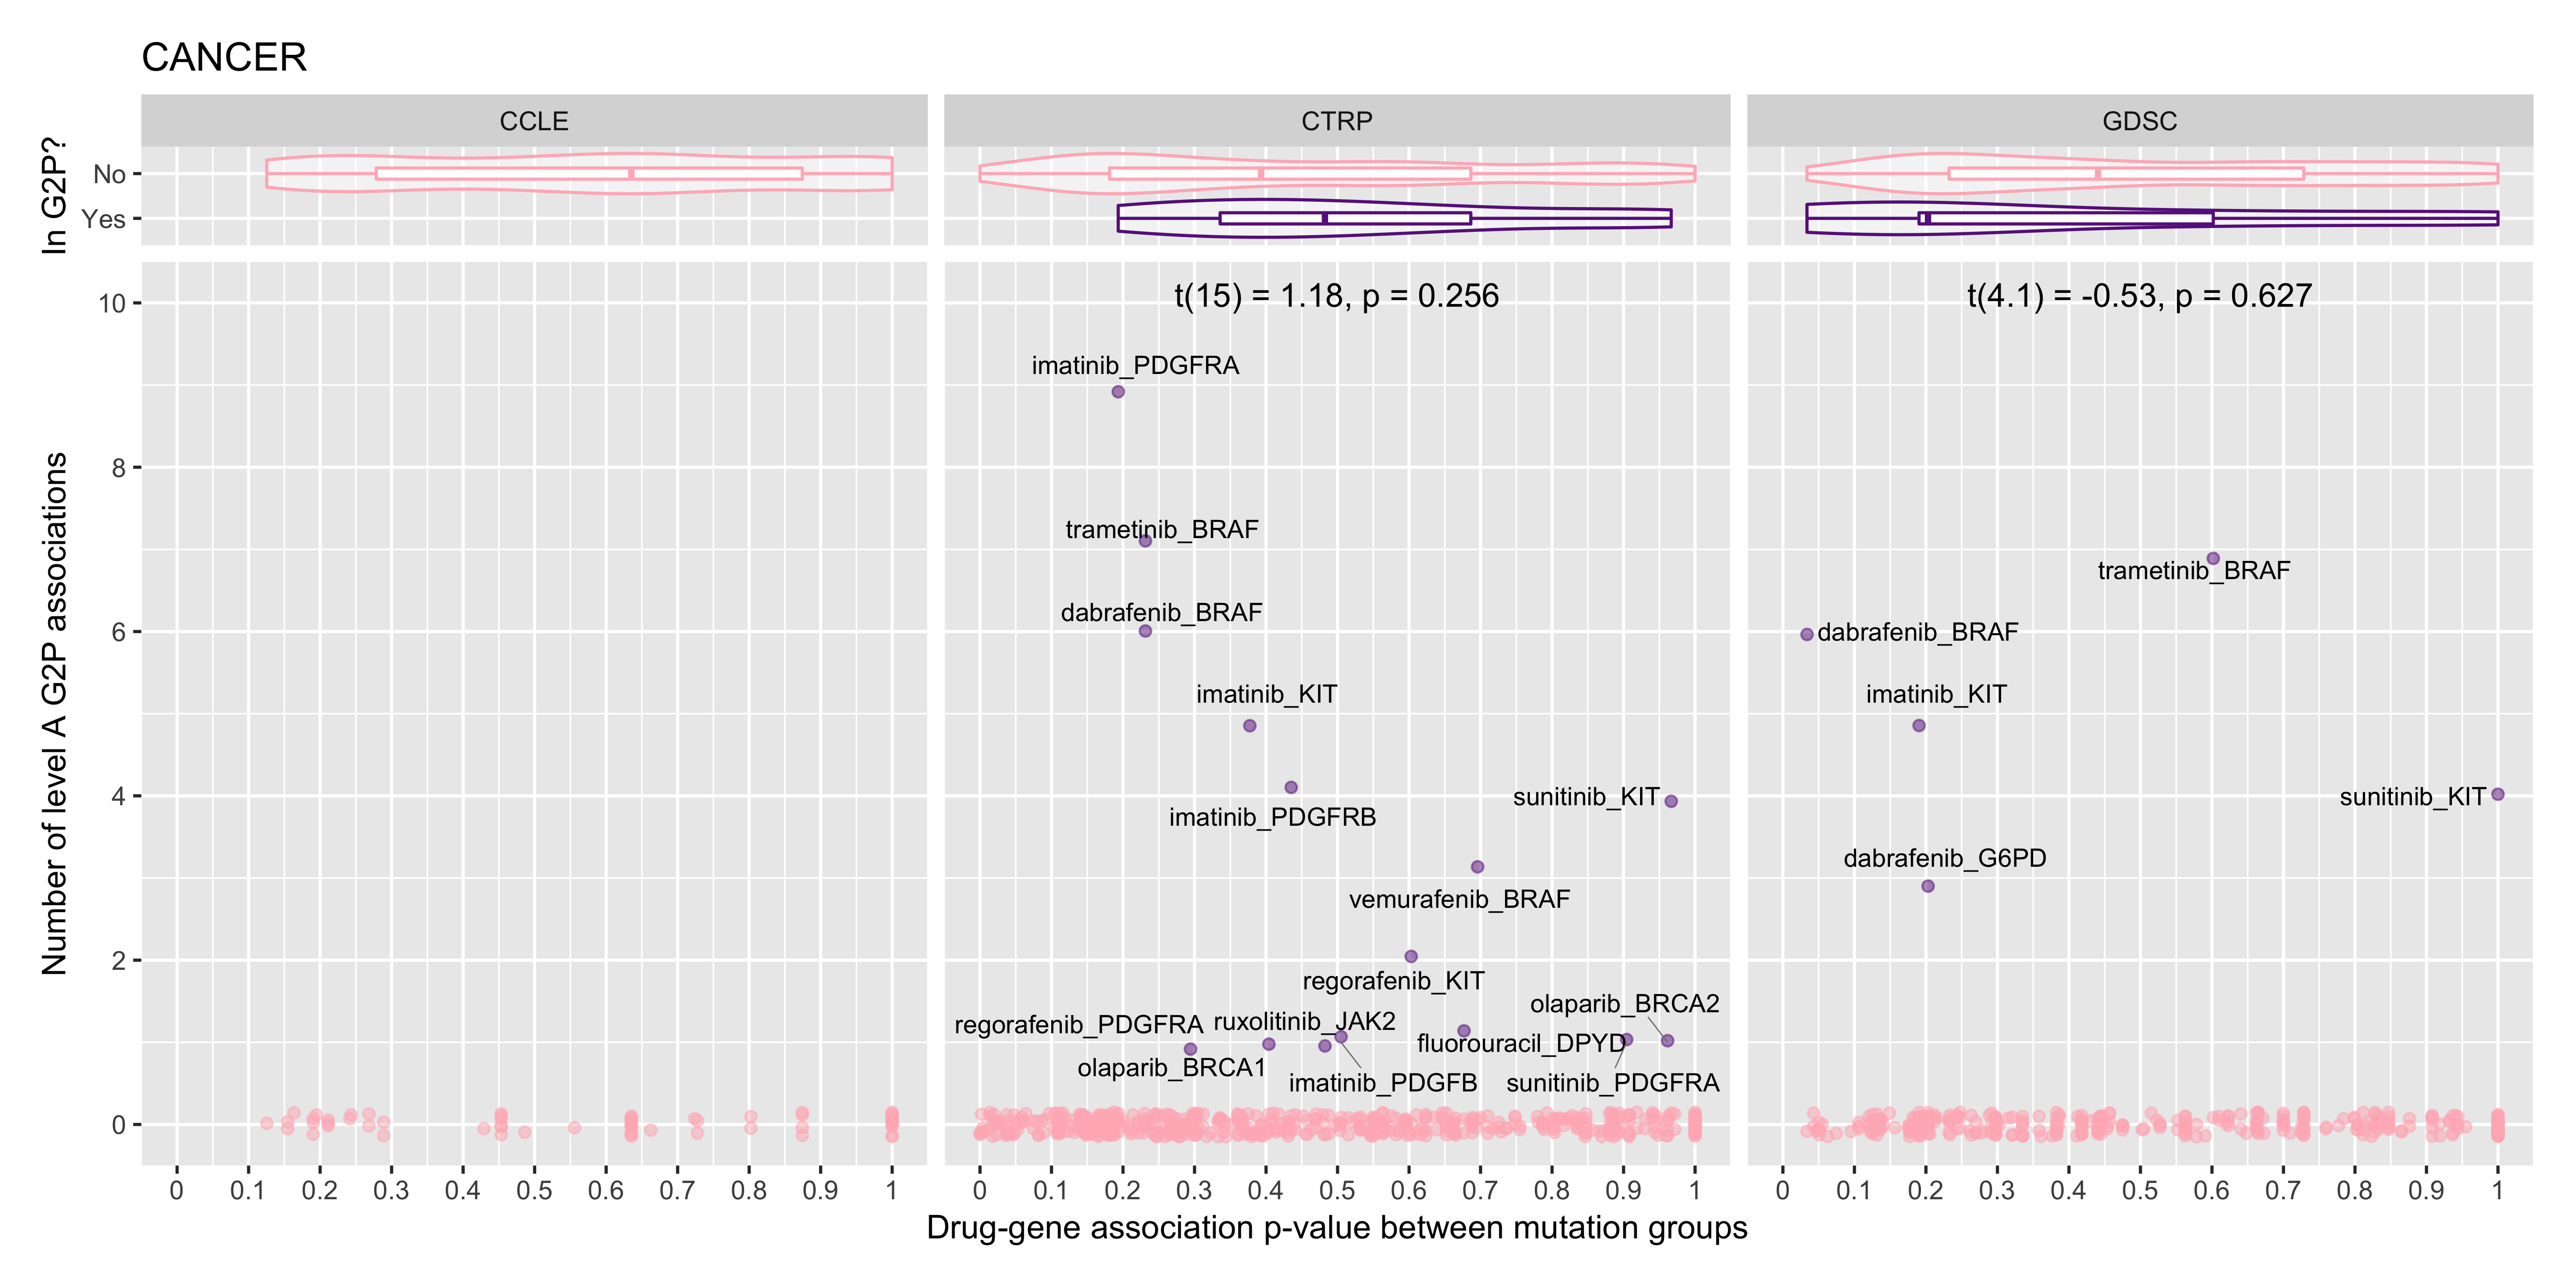 CANCER
CCLE
CTRP
GDSC
In G2P?
No
Yes
Number of level A G2P associations
10
8
6
4
2
0
t(15) = 1.18, p = 0.256
imatinib_PDGFRA
trametinib_BRAF
dabrafenib_BRAF
imatinib_KIT
imatinib_PDGFRB
sunitinib_KIT
vemurafenib_BRAF
regorafenib_KIT
olaparib_BRCA2
regorafenib_PDGFRA
ruxolitinib_JAK2
fluorouracil_DPYD
olaparib_BRCA1
imatinib_PDGFB
sunitinib_PDGFRA
t(4.1) = -0.53, p = 0.627
trametinib_BRAF
dabrafenib_BRAF
imatinib_KIT
sunitinib_KIT
dabrafenib_G6PD
0 0.1 0.2 0.3 0.4 0.5 0.6 0.7 0.8 0.9 1
0 0.1 0.2 0.3 0.4 0.5 0.6 0.7 0.8 0.9 1
0 0.1 0.2 0.3 0.4 0.5 0.6 0.7 0.8 0.9 1
Drug-gene association p-value between mutation groups